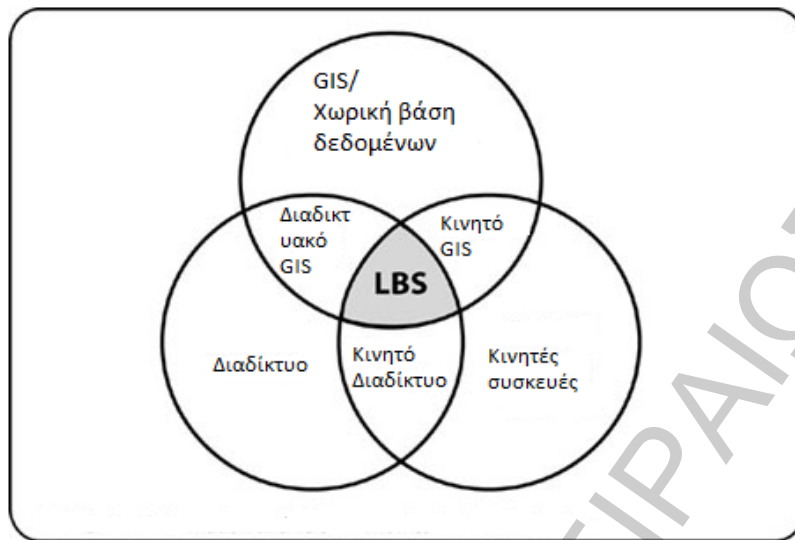 GIS/
Χωρική βάση
δεδομένων
Διαδικτ
υακό
GIS
Κινητό
GIS
LBS
Διαδίκτυο
Κινητό
Διαδίκτυο
Κινητές
συσκευές